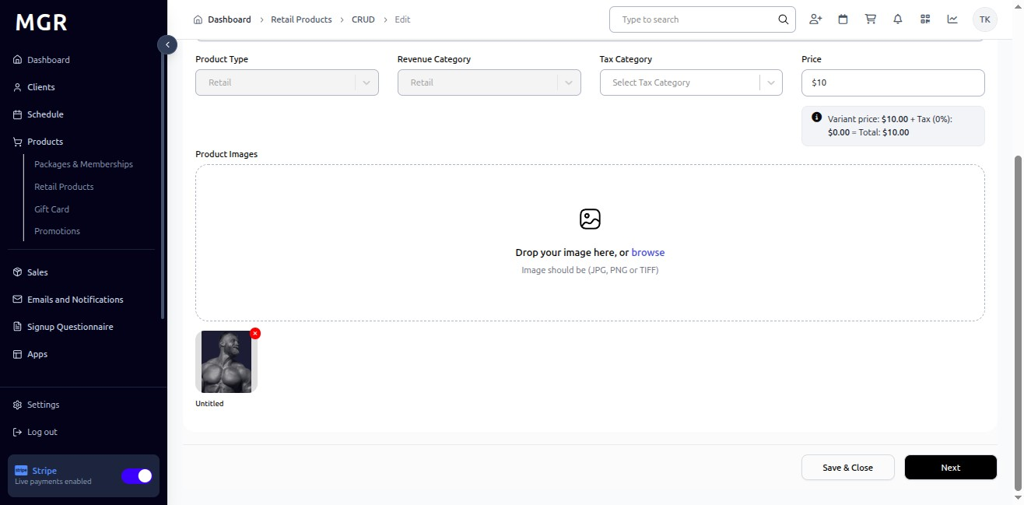 MGR
Dashboard
Clients
Schedule
Products
Packages & Memberships
Retail Products
Gift Card
Promotions
Sales
Emails and Notifications
Signup Questionnaire
Apps
Settings
Log out
Stripe
Live payments enabled
Dashboard > Retail Products > CRUD > Edit
Type to search
TK
Product Type
Retail
Revenue Category
Retail
Tax Category
Select Tax Category
Price
$10
Variant price: $10.00 + Tax (0%):
$0.00 = Total: $10.00
Product Images
Drop your image here, or browse
Image should be (JPG, PNG or TIFF)
Untitled
Save & Close
Next